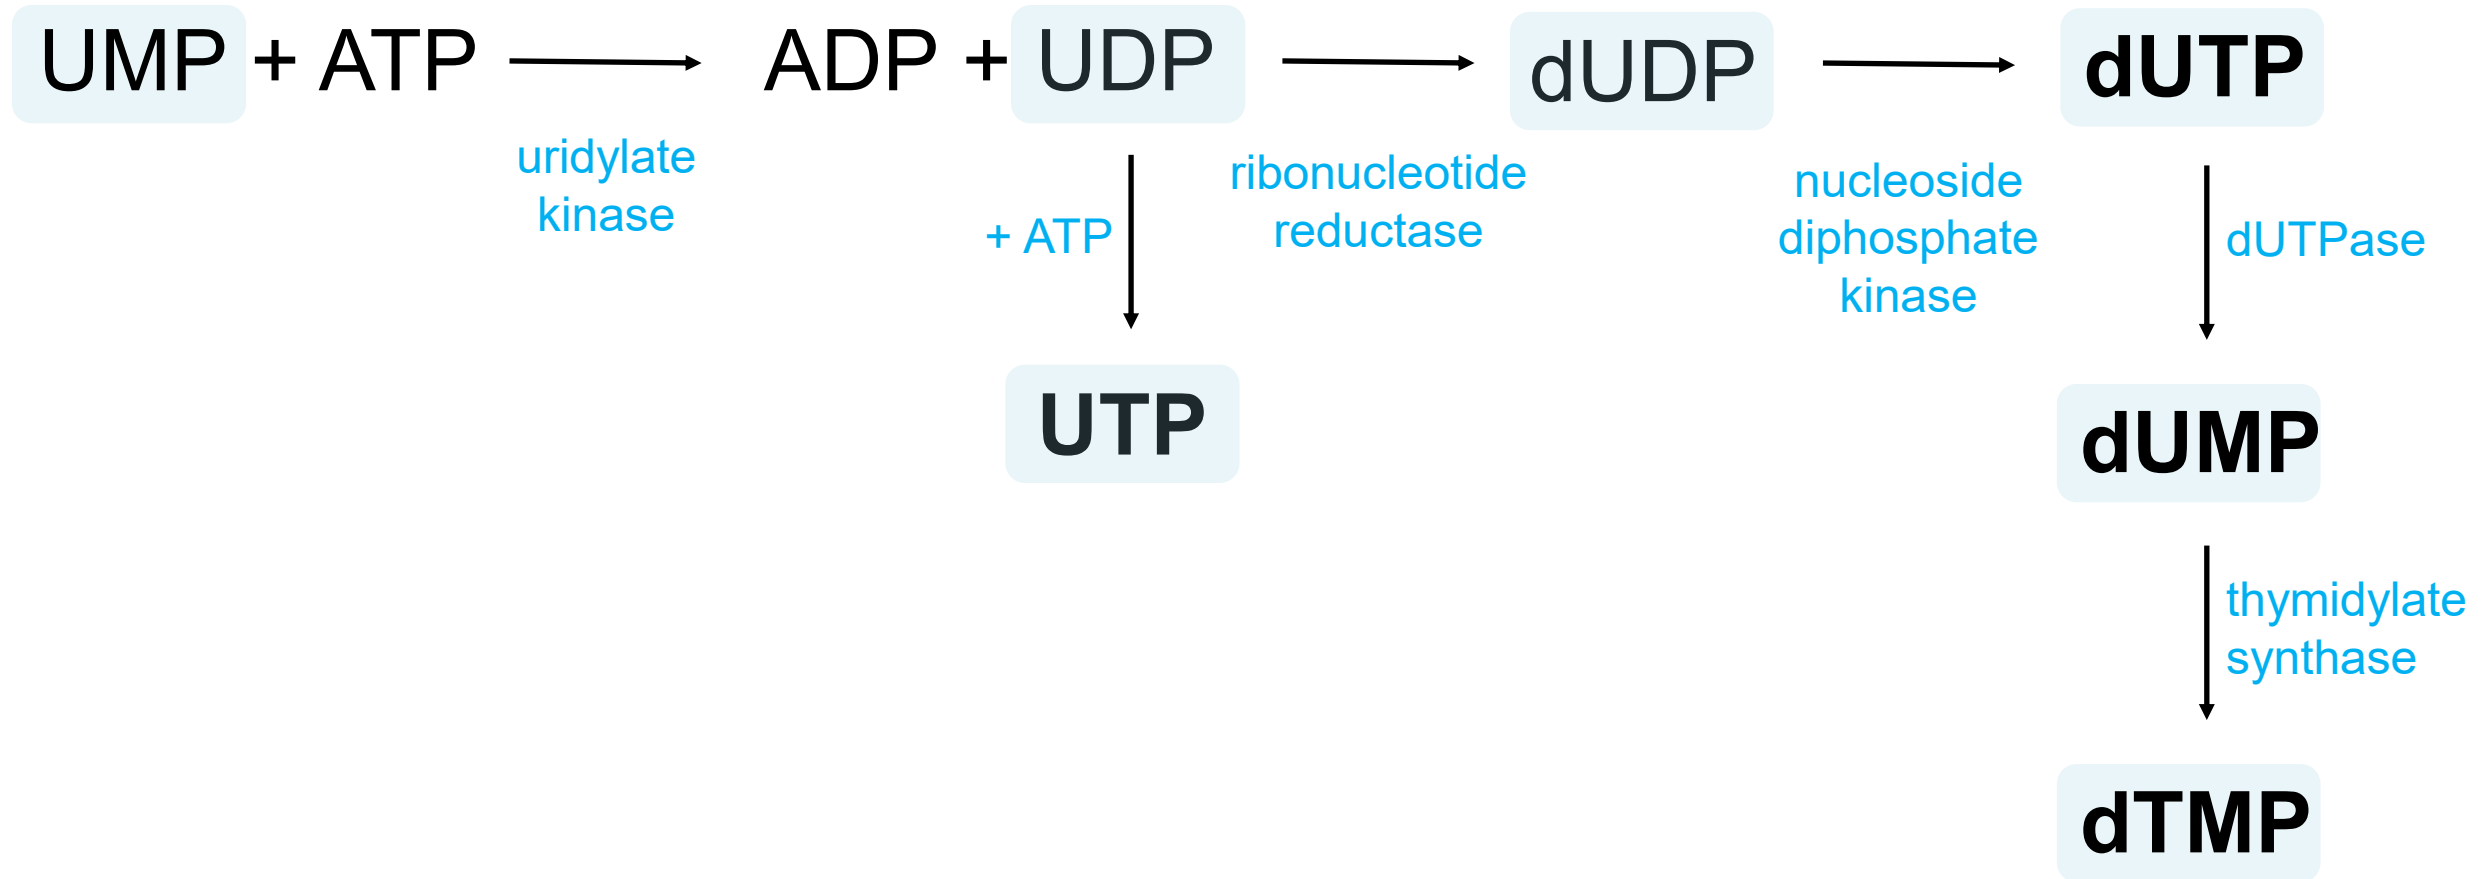 UMP + ATP
ADP + UDP
dUDP
dUTP
uridylate
kinase
+ ATP
ribonucleotide
reductase
nucleoside
diphosphate
kinase
dUTPase
UTP
dUMP
thymidylate
synthase
dTMP